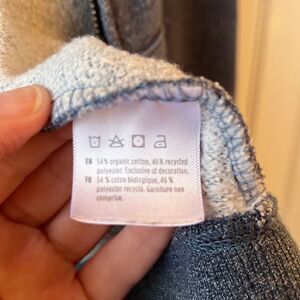 EN 54% organic cotton, 46% recycled
polyester. Exclusive of decoration.
FR 54 % coton biologique, 46 %
polyester recyclé. Garniture non
comprise.